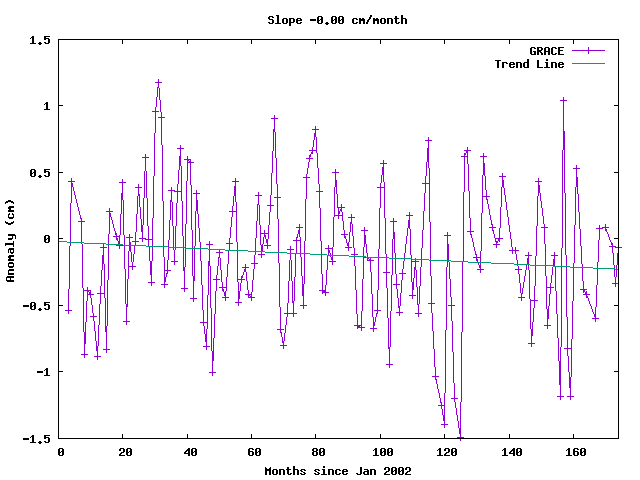 Slope -0.00 cm/month
1.5
GRACE
Trend Line
1
0.5
0
-0.5
-1
-1.5
Anomaly (cm)
0 20 40 60 80 100 120 140 160
Months since Jan 2002